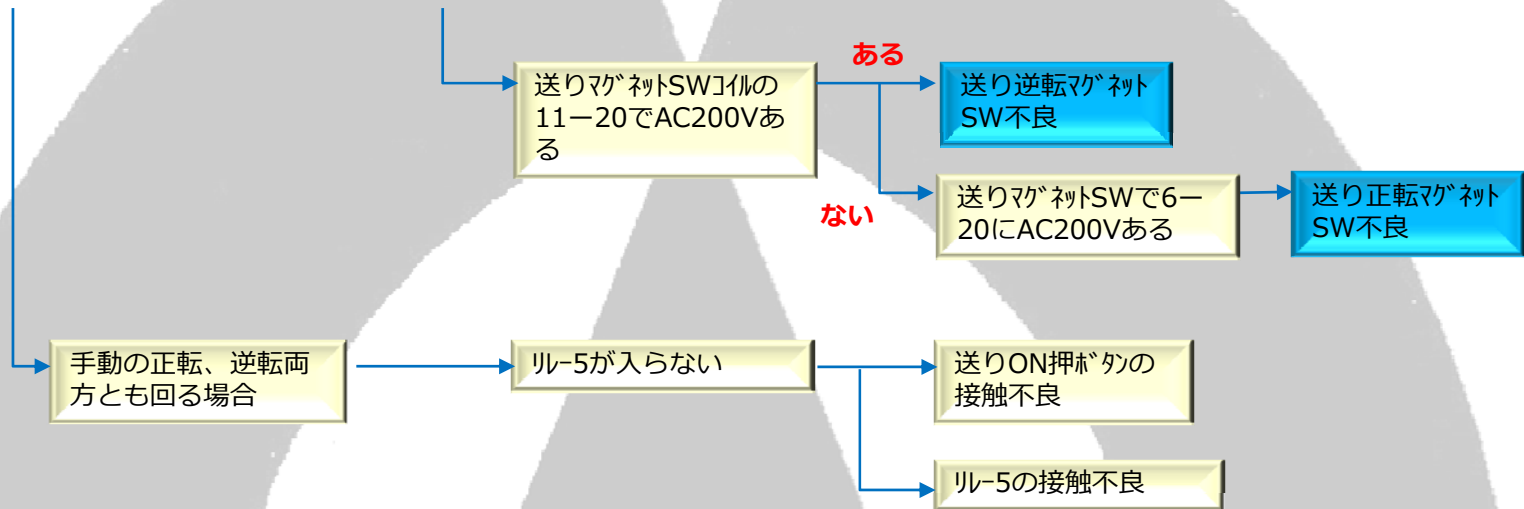 ある
送りﾏｸﾞﾈｯﾄSWｺｲﾙの
11ー20でAC200Vあ
る
送り逆転ﾏｸﾞﾈｯﾄ
SW不良
ない
送りﾏｸﾞﾈｯﾄSWで6ー
20にAC200Vある
送り正転ﾏｸﾞﾈｯﾄ
SW不良
手動の正転、逆転両
方とも回る場合
ﾘﾚｰ5が入らない
送りON押ﾎﾞﾀﾝの
接触不良
ﾘﾚｰ5の接触不良